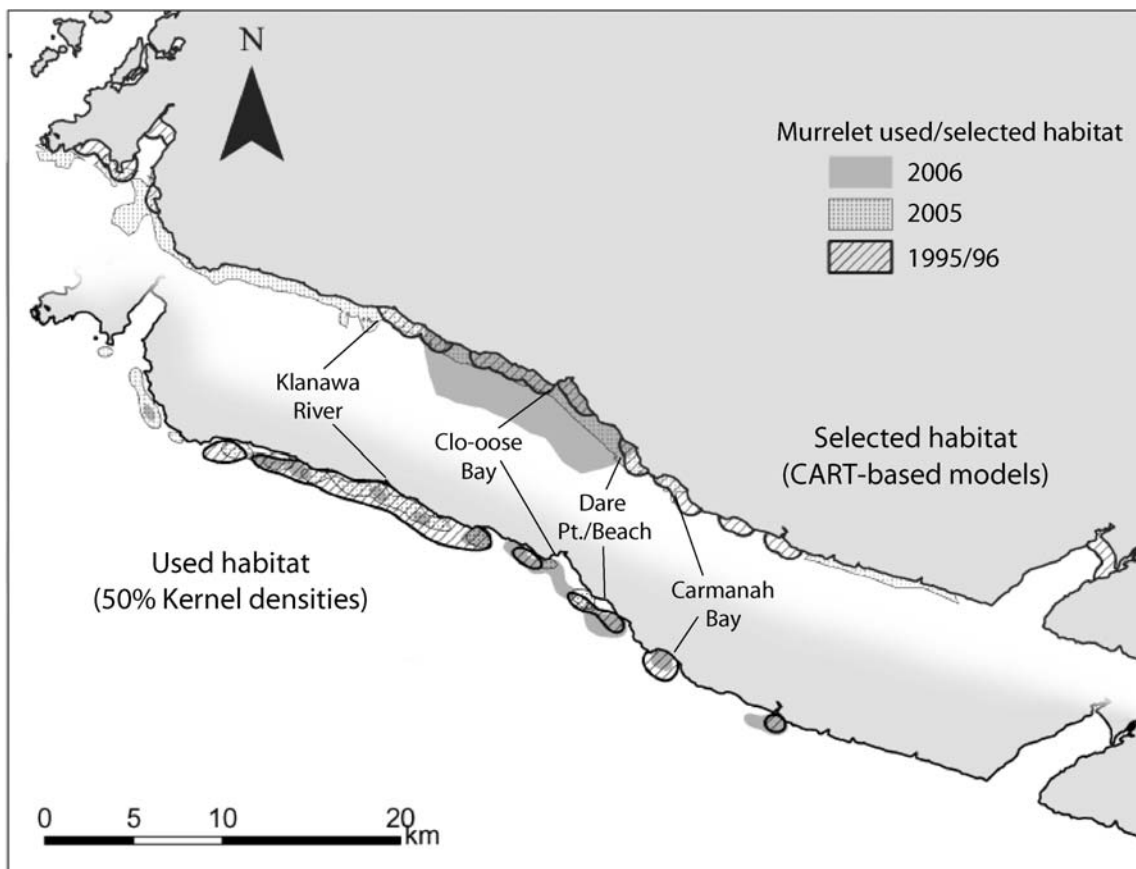 N
Murrelet used/selected habitat
2006
2005
1995/96
Klanawa
River
Clo-oose
Bay
Dare
Pt./Beach
Carmanah
Bay
Selected habitat
(CART-based models)
Used habitat
(50% Kernel densities)
0 5 10 20
km